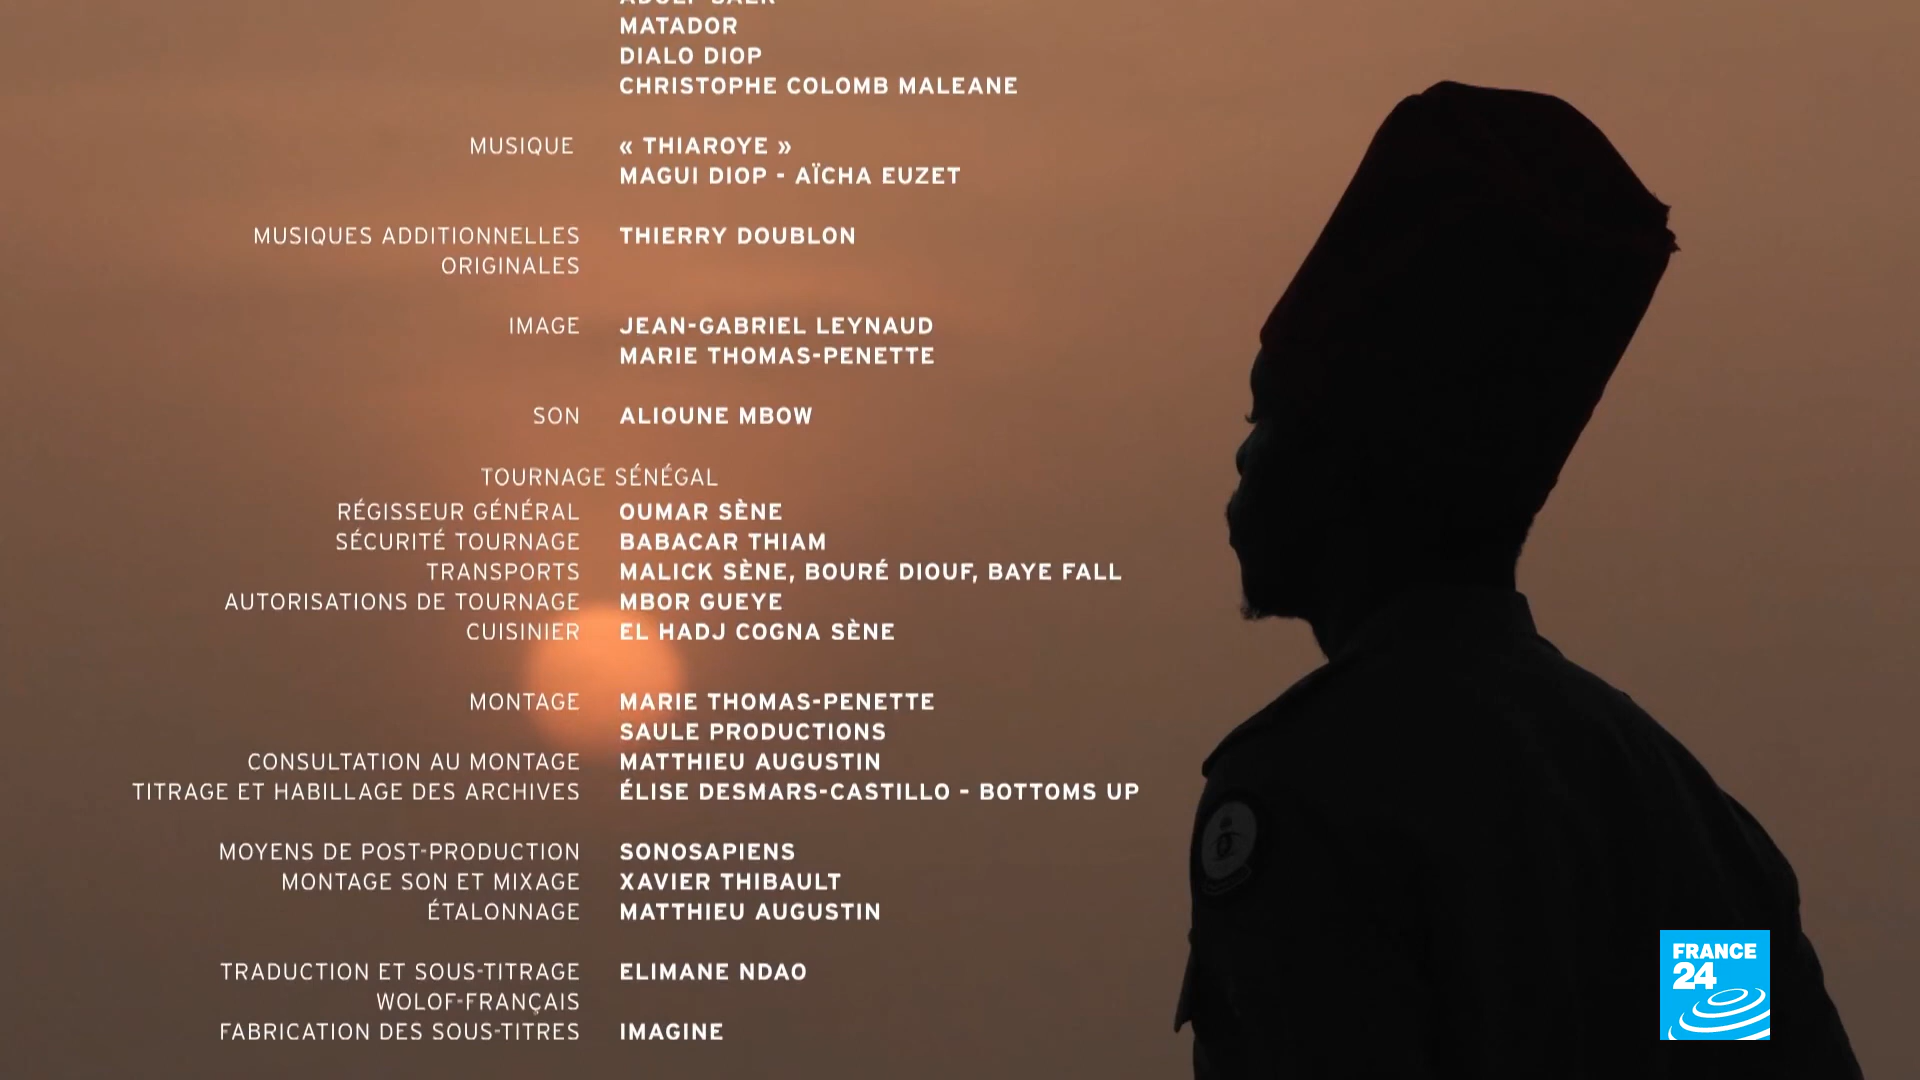 MATADOR
DIALO DIOP
CHRISTOPHE COLOMB MALEANE
MUSIQUE « THIAROYE »
MAGUI DIOP - AÏCHA EUZET
MUSIQUES ADDITIONNELLES THIERRY DOUBLON
ORIGINALES
IMAGE JEAN-GABRIEL LEYNAUD
MARIE THOMAS-PENETTE
SON ALIOUNE MBOW
TOURNAGE SÉNÉGAL
RÉGISSEUR GÉNÉRAL OUMAR SÈNE
SÉCURITÉ TOURNAGE BABACAR THIAM
TRANSPORTS MALICK SÈNE, BOURÉ DIOUF, BAYE FALL
AUTORISATIONS DE TOURNAGE MBOR GUEYE
CUISINIER EL HADJ COGNA SÈNE
MONTAGE MARIE THOMAS-PENETTE
SAULE PRODUCTIONS
CONSULTATION AU MONTAGE MATTHIEU AUGUSTIN
TITRAGE ET HABILLAGE DES ARCHIVES ÉLISE DESMARS-CASTILLO - BOTTOMS UP
MOYENS DE POST-PRODUCTION SONOSAPIENS
MONTAGE SON ET MIXAGE XAVIER THIBAULT
ÉTALONNAGE MATTHIEU AUGUSTIN
TRADUCTION ET SOUS-TITRAGE ELIMANE NDAO
WOLOF-FRANÇAIS
FABRICATION DES SOUS-TITRES IMAGINE
FRANCE
24